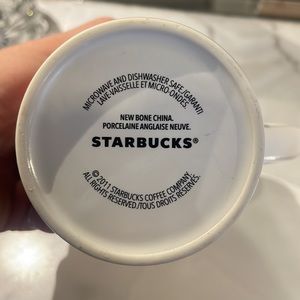 MICROWAVE AND DISHWASHER SAFE/GARANTI
LAVE-VAISSELLE ET MICRO-ONDES
NEW BONE CHINA.
PORCELAINE ANGLAISE NEUVE.
STARBUCKS®
©2011 STARBUCKS COFFEE COMPANY.
ALL RIGHTS RESERVED./TOUS DROITS RESERVÉS.